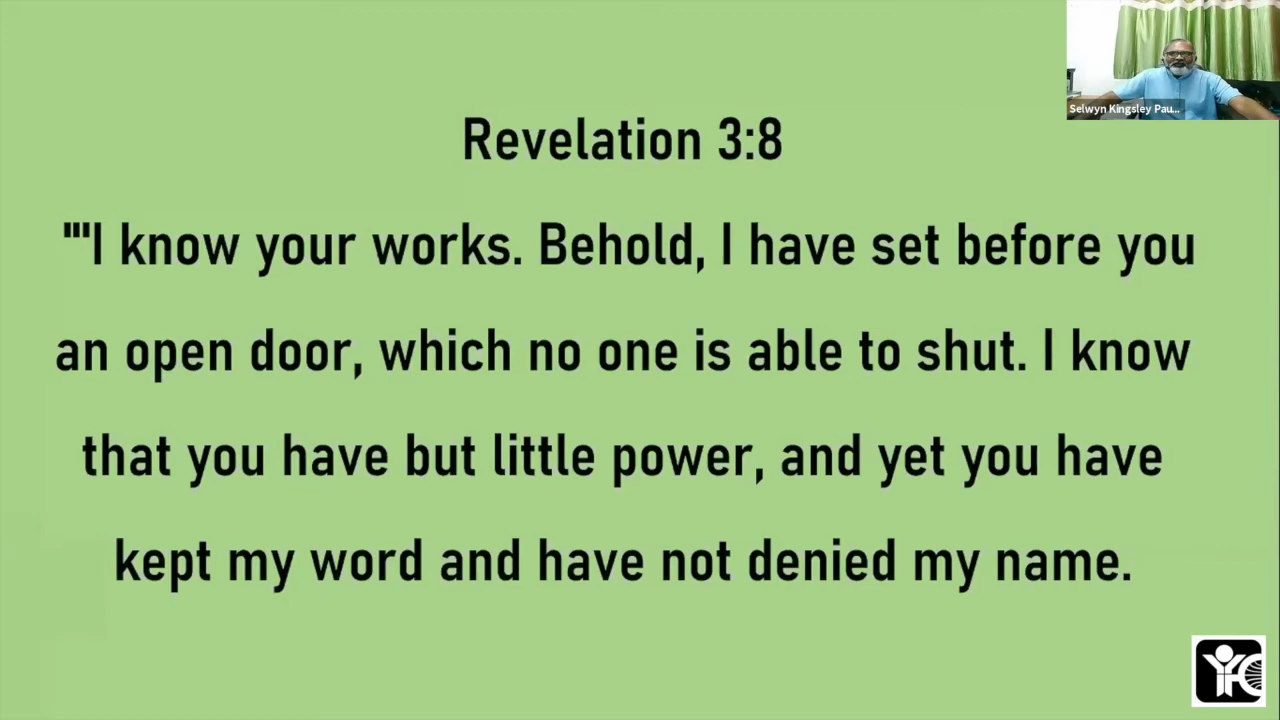 Selwyn Kingsley Pau...
Revelation 3:8
"'I know your works. Behold, I have set before you
an open door, which no one is able to shut. I know
that you have but little power, and yet you have
kept my word and have not denied my name.
YFC